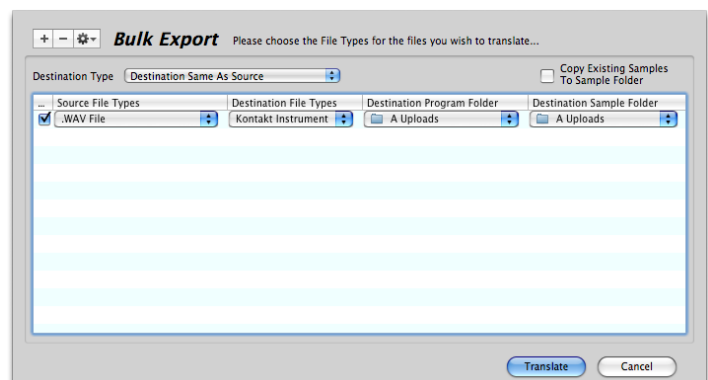 + − Bulk Export Please choose the File Types for the files you wish to translate...
Destination Type Destination Same As Source
Copy Existing Samples
To Sample Folder
... Source File Types Destination File Types Destination Program Folder Destination Sample Folder
.WAV File Kontakt Instrument A Uploads A Uploads
Translate Cancel